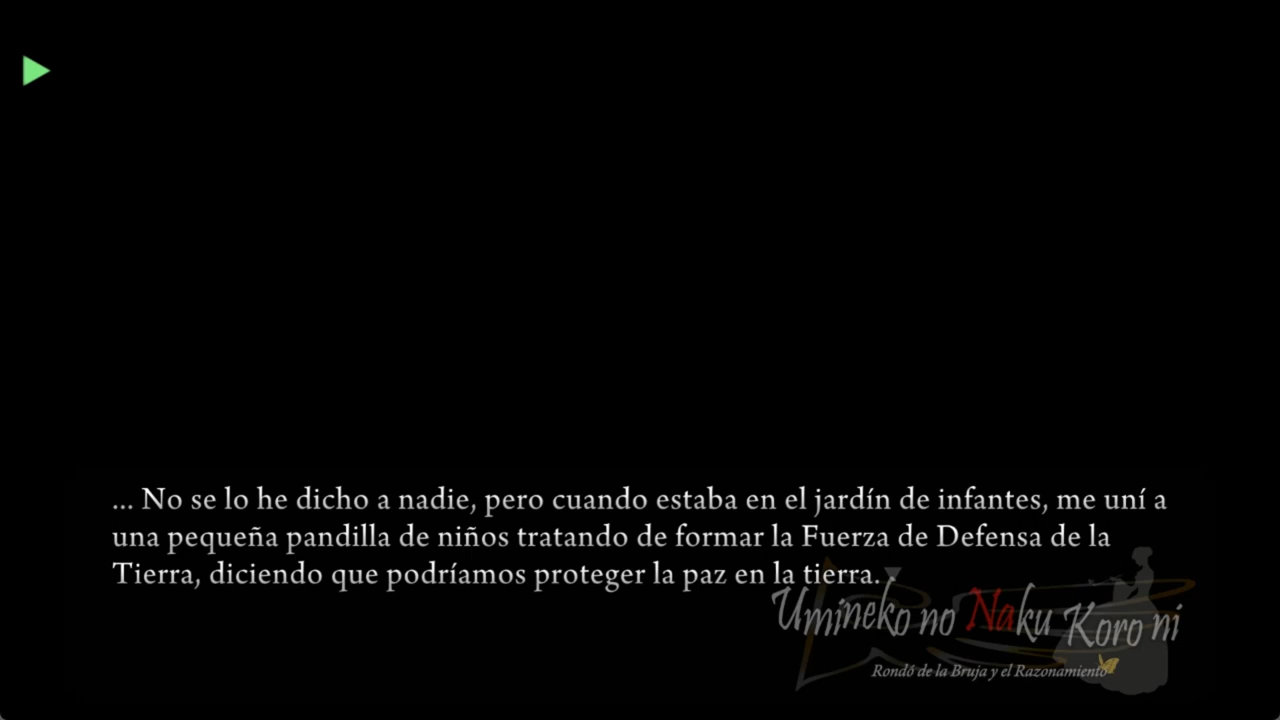 ... No se lo he dicho a nadie, pero cuando estaba en el jardín de infantes, me uní a
una pequeña pandilla de niños tratando de formar la Fuerza de Defensa de la
Tierra, diciendo que podríamos proteger la paz en la tierra.
Umineko no Naku Koro ni
Rondó de la Bruja y el Razonamiento